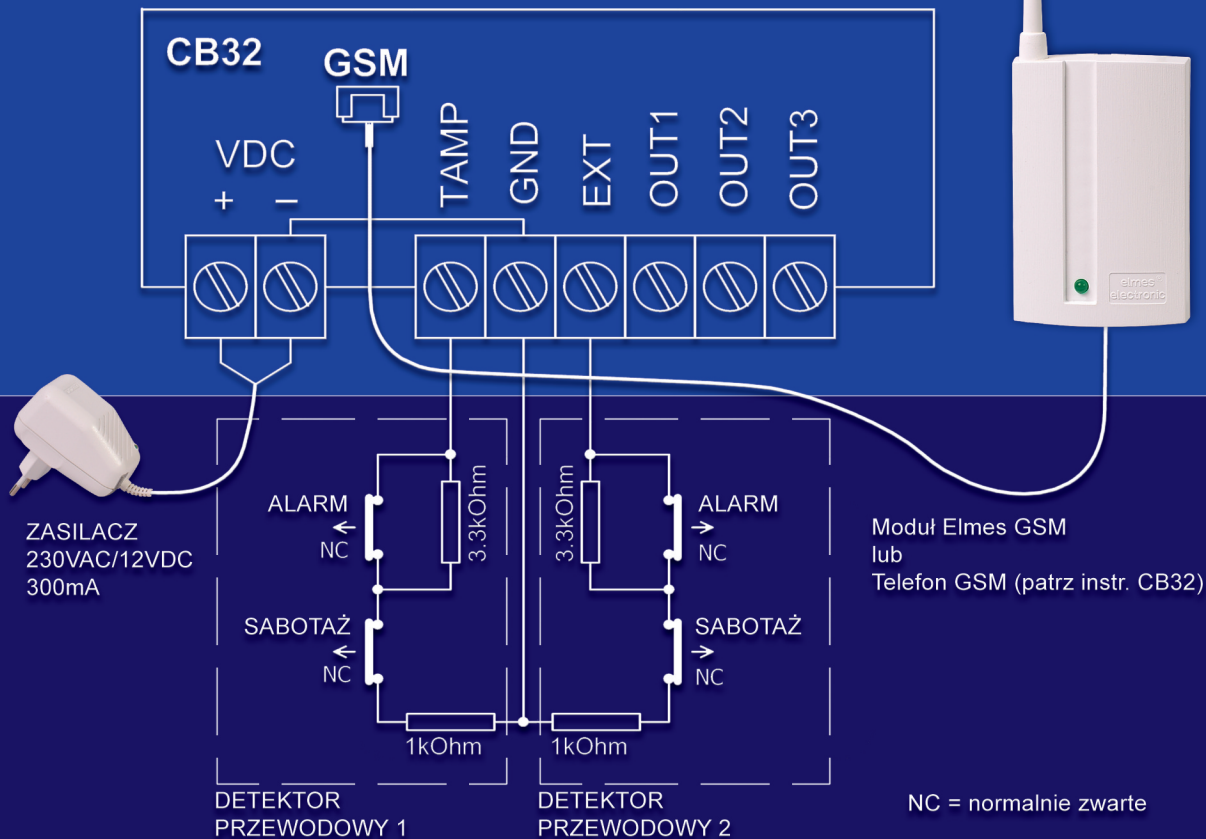 CB32
GSM
VDC
+ −
TAMP
GND
EXT
OUT1
OUT2
OUT3
elmes
electronic
ZASILACZ
230VAC/12VDC
300mA
ALARM
NC
3.3kOhm
SABOTAŻ
NC
1kOhm
3.3kOhm
ALARM
NC
SABOTAŻ
NC
1kOhm
Moduł Elmes GSM
lub
Telefon GSM (patrz instr. CB32)
DETEKTOR
PRZEWODOWY 1
DETEKTOR
PRZEWODOWY 2
NC = normalnie zwarte